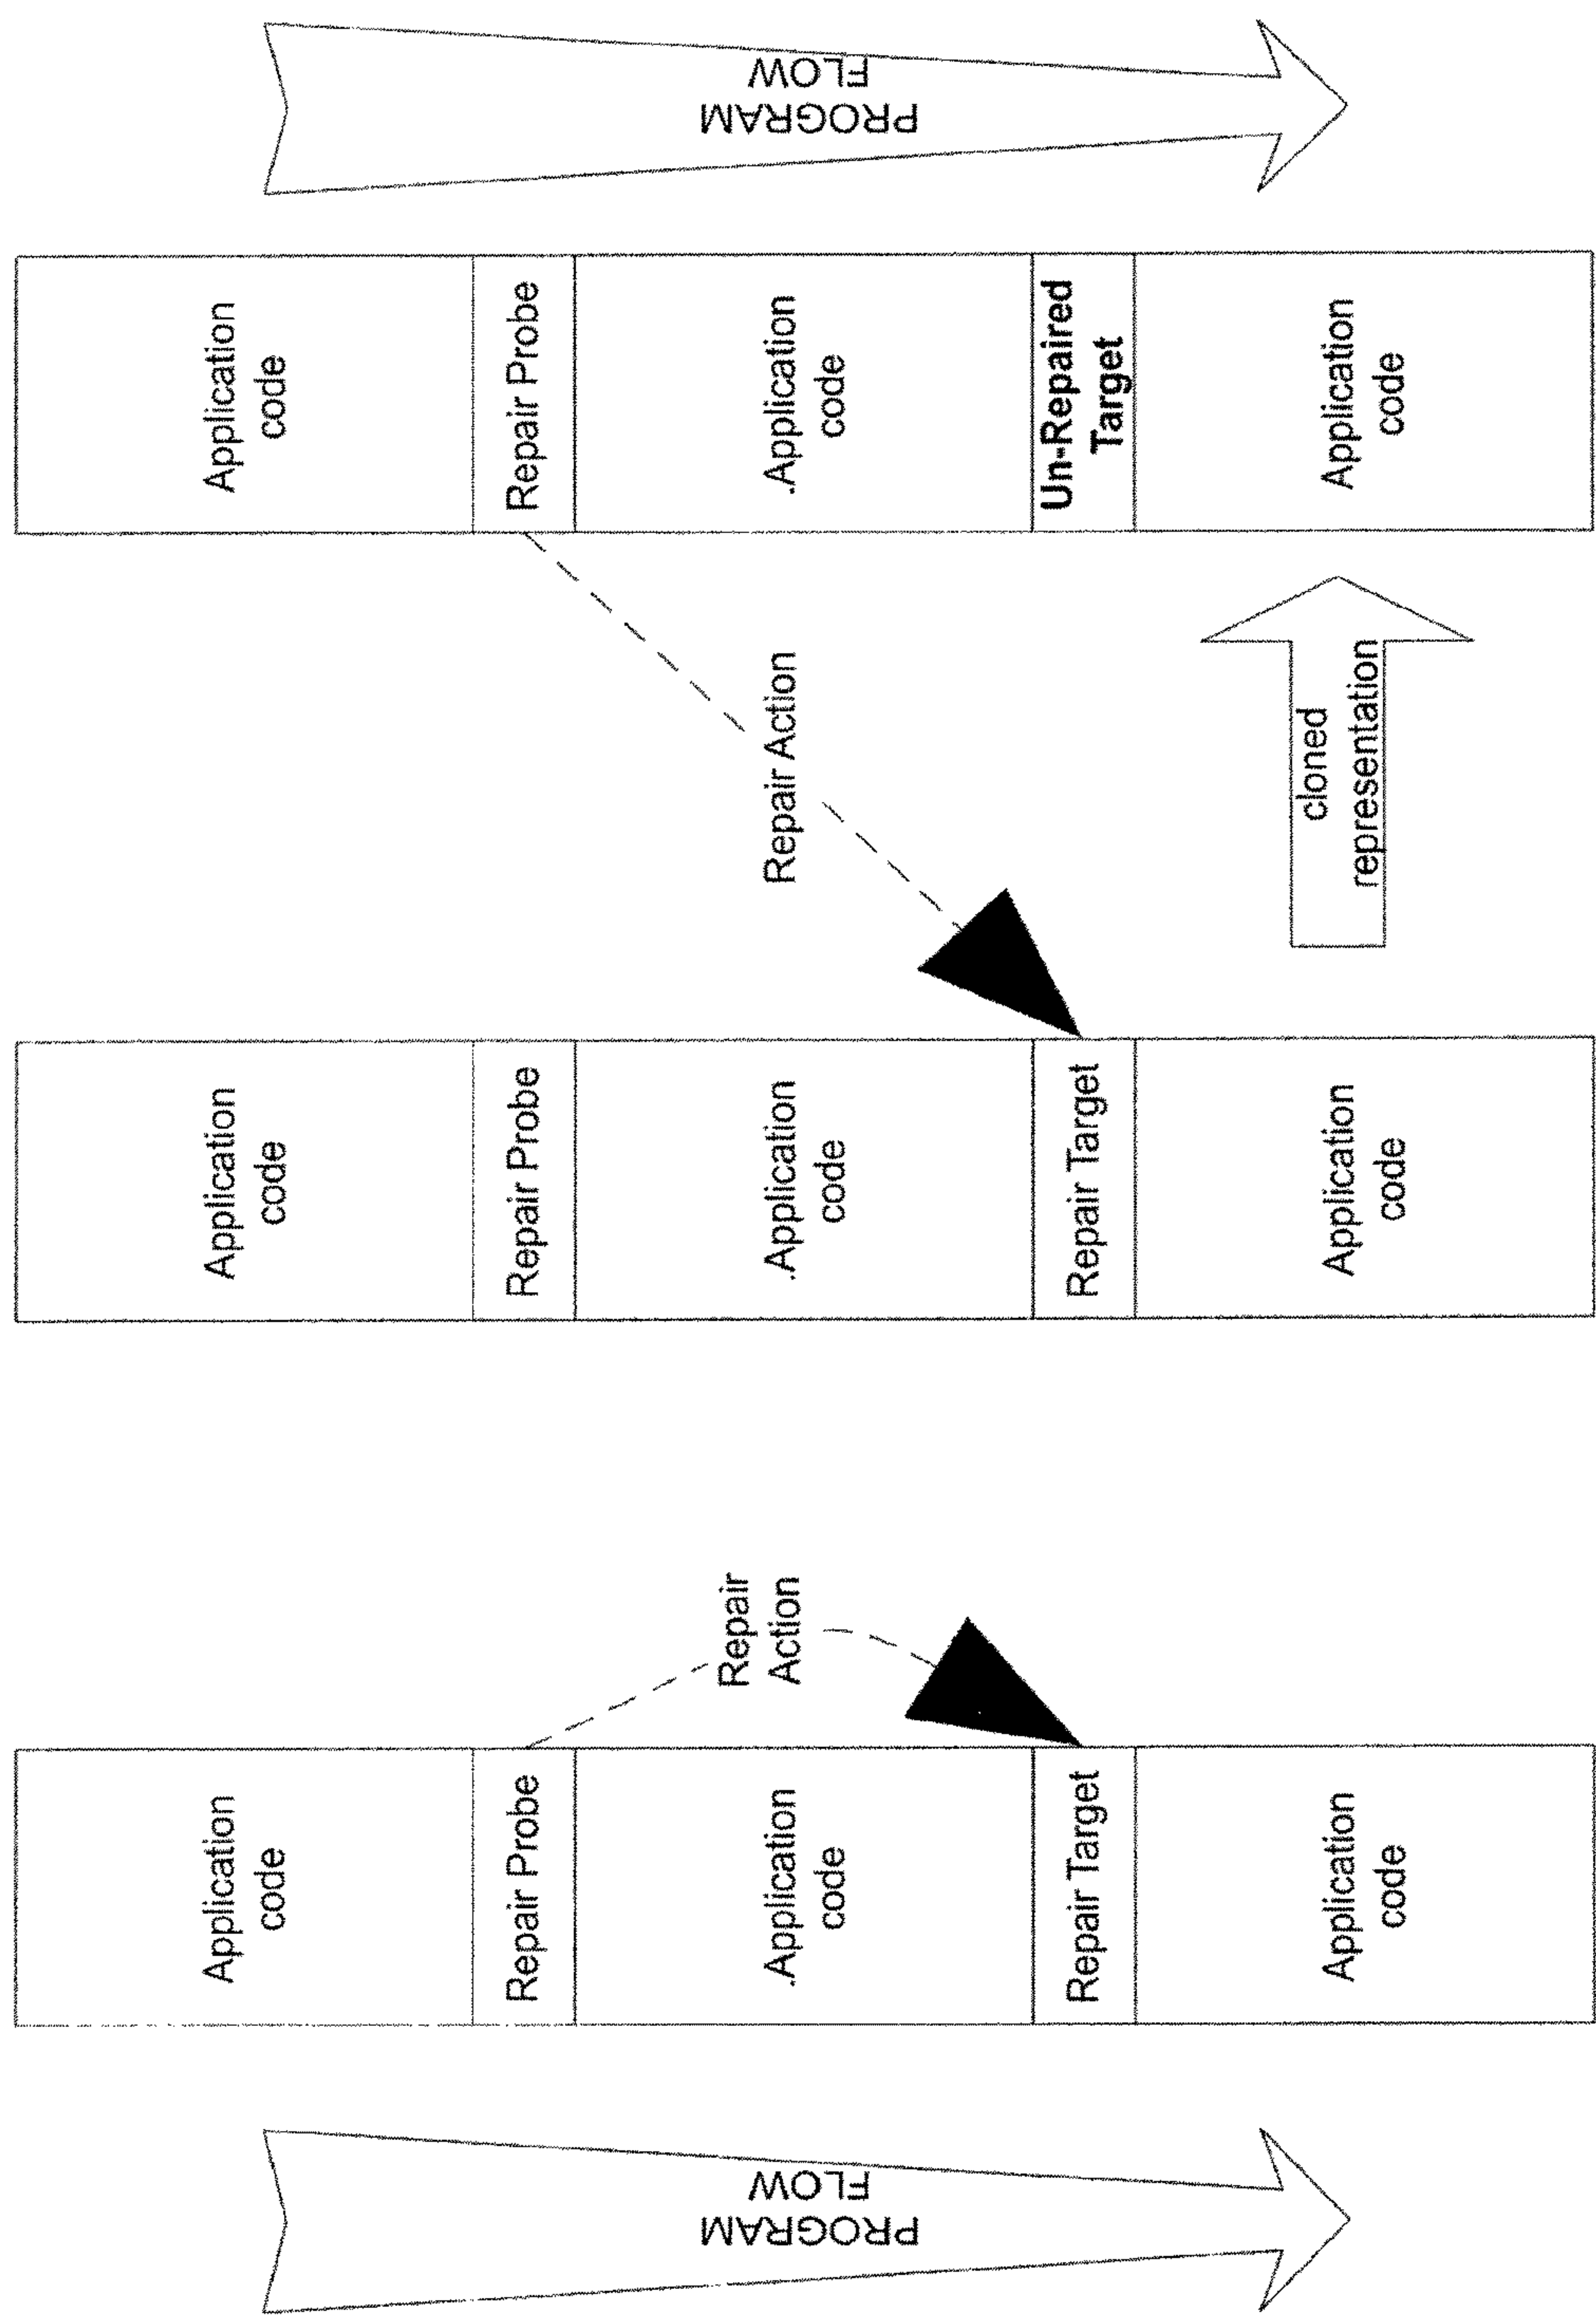 PROGRAM
FLOW
Application
code
Repair Probe
.Application
code
Repair Target
Application
code
Repair
Action
Application
code
Repair Probe
.Application
code
Repair Target
Application
code
Repair Action
cloned
representation
Application
code
Repair Probe
.Application
code
Un-Repaired
Target
Application
code
PROGRAM
FLOW